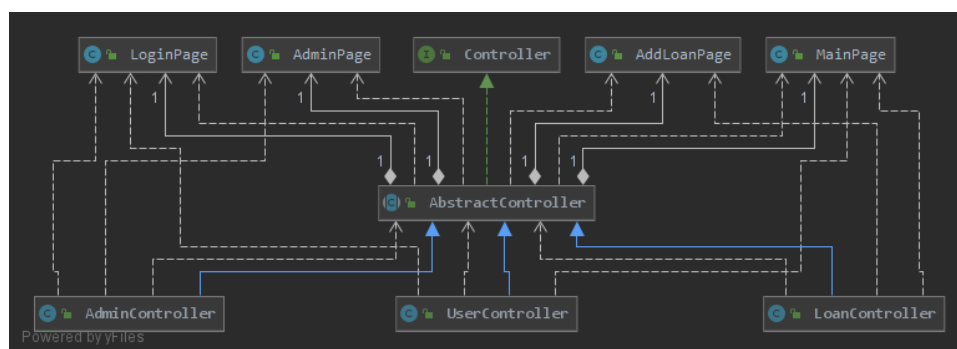 C LoginPage
C AdminPage
I Controller
C AddLoanPage
C MainPage
1
1
1
1
1
1
1
1
C AbstractController
C AdminController
C UserController
C LoanController
Powered by yFiles